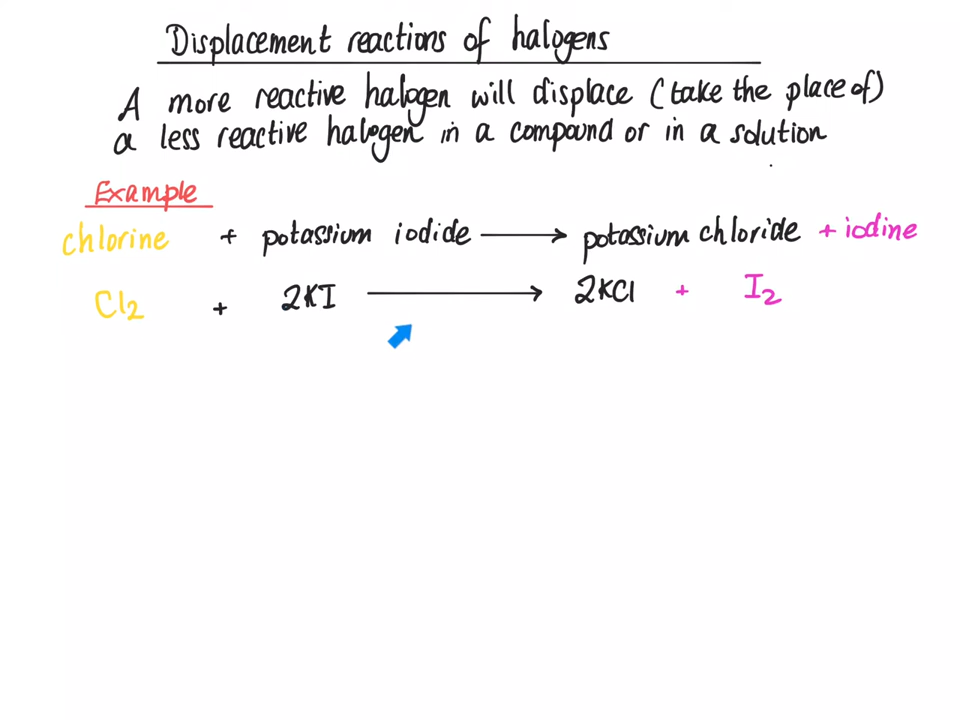 Displacement reactions of halogens
A more reactive halogen will displace (take the place of)
a less reactive halogen in a compound or in a solution
Example
chlorine + potassium iodide → potassium chloride + iodine
Cl₂ + 2KI → 2KCl + I₂